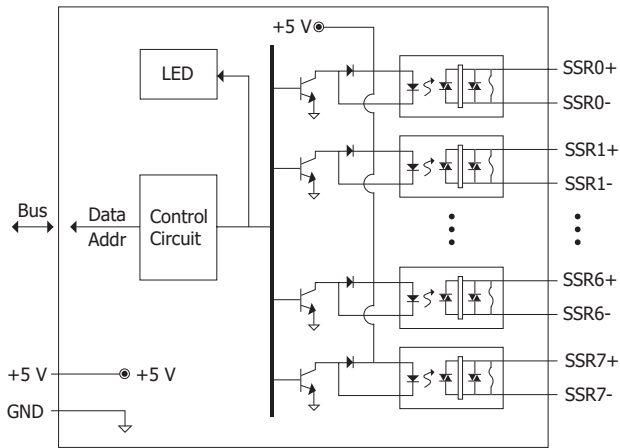 +5 V
LED
SSR0+
SSR0-
SSR1+
SSR1-
Bus
Data
Addr
Control
Circuit
SSR6+
SSR6-
SSR7+
SSR7-
+5 V
+5 V
GND